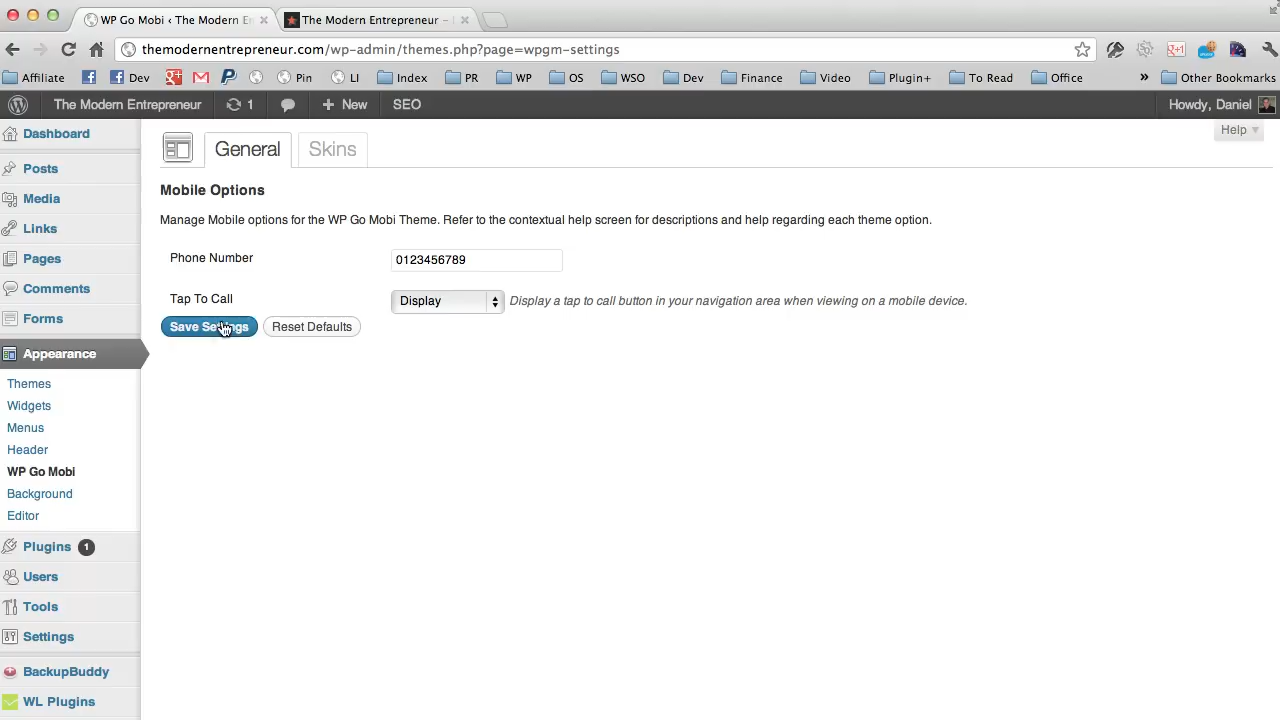 WP Go Mobi ‹ The Modern En
The Modern Entrepreneur –
themodernentrepreneur.com/wp-admin/themes.php?page=wpgm-settings
Affiliate Dev Pin LI Index PR WP OS WSO Dev Finance Video Plugin+ To Read Office » Other Bookmarks
The Modern Entrepreneur 1 + New SEO Howdy, Daniel
Help
Dashboard
Posts
Media
Links
Pages
Comments
Forms
Appearance
Themes
Widgets
Menus
Header
WP Go Mobi
Background
Editor
Plugins 1
Users
Tools
Settings
BackupBuddy
WL Plugins
General Skins
Mobile Options
Manage Mobile options for the WP Go Mobi Theme. Refer to the contextual help screen for descriptions and help regarding each theme option.
Phone Number 0123456789
Tap To Call Display Display a tap to call button in your navigation area when viewing on a mobile device.
Save Settings Reset Defaults